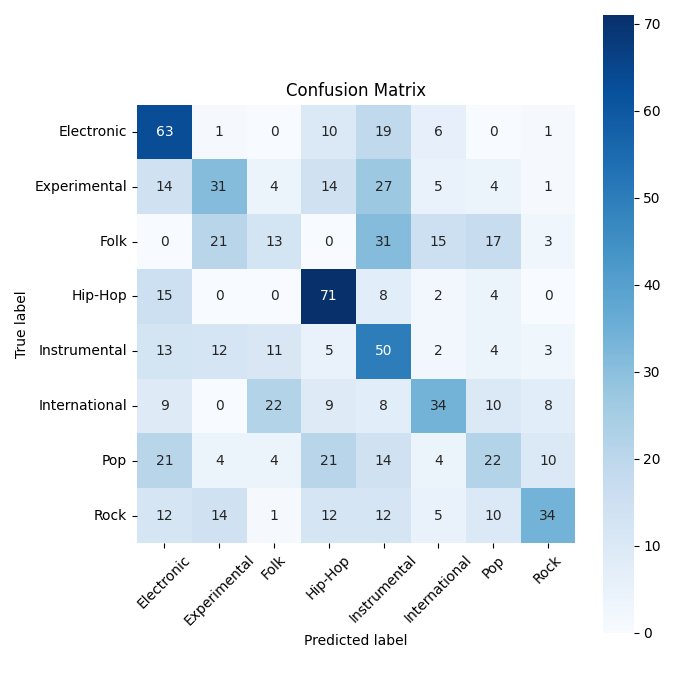 Confusion Matrix
70
60
50
40
30
20
10
0
True label
Electronic 63 1 0 10 19 6 0 1
Experimental 14 31 4 14 27 5 4 1
Folk 0 21 13 0 31 15 17 3
Hip-Hop 15 0 0 71 8 2 4 0
Instrumental 13 12 11 5 50 2 4 3
International 9 0 22 9 8 34 10 8
Pop 21 4 4 21 14 4 22 10
Rock 12 14 1 12 12 5 10 34
Electronic Experimental Folk Hip-Hop Instrumental International Pop Rock
Predicted label